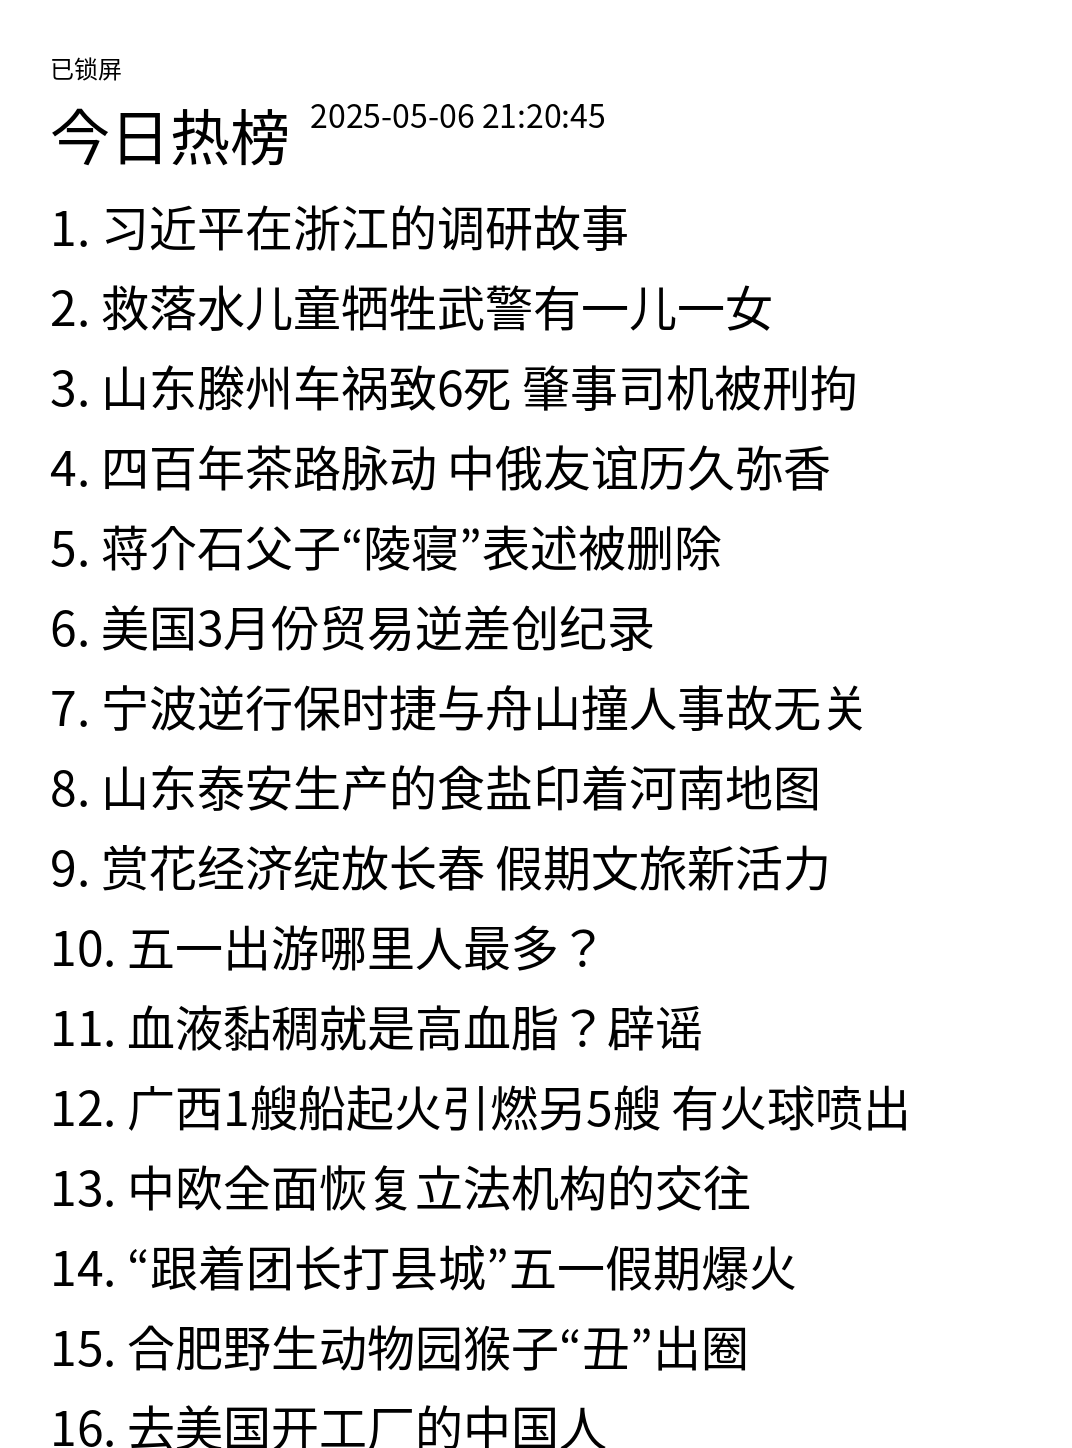 已锁屏
今日热榜 2025-05-06 21:20:45
1. 习近平在浙江的调研故事
2. 救落水儿童牺牲武警有一儿一女
3. 山东滕州车祸致6死 肇事司机被刑拘
4. 四百年茶路脉动 中俄友谊历久弥香
5. 蒋介石父子“陵寝”表述被删除
6. 美国3月份贸易逆差创纪录
7. 宁波逆行保时捷与舟山撞人事故无关
8. 山东泰安生产的食盐印着河南地图
9. 赏花经济绽放长春 假期文旅新活力
10. 五一出游哪里人最多？
11. 血液黏稠就是高血脂？辟谣
12. 广西1艘船起火引燃另5艘 有火球喷出
13. 中欧全面恢复立法机构的交往
14. “跟着团长打县城”五一假期爆火
15. 合肥野生动物园猴子“丑”出圈
16. 去美国开工厂的中国人